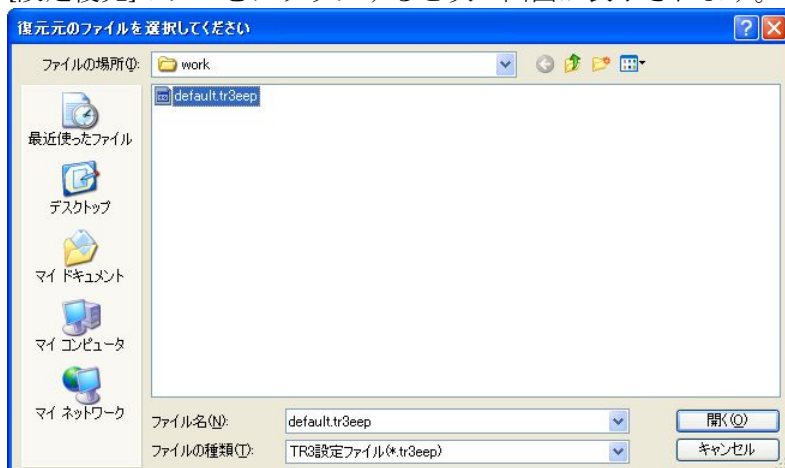 復元元のファイルを選択してください
ファイルの場所(I):
work
default.tr3eep
最近使ったファイル
デスクトップ
マイ ドキュメント
マイ コンピュータ
マイ ネットワーク
ファイル名(N):
default.tr3eep
開く(O)
ファイルの種類(T):
TR3設定ファイル(*.tr3eep)
キャンセル